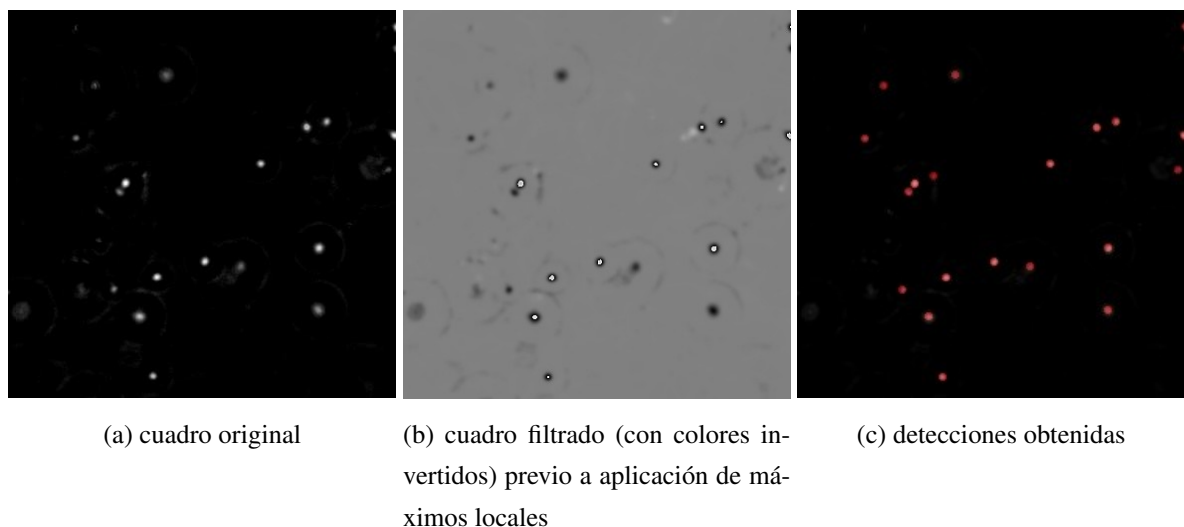 (a) cuadro original
(b) cuadro filtrado (con colores in-
vertidos) previo a aplicación de má-
ximos locales
(c) detecciones obtenidas